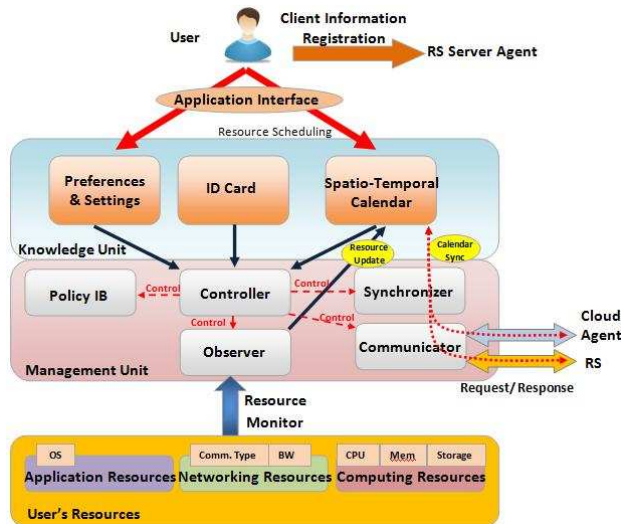 Client Information
User
Registration
RS Server Agent
Application Interface
Resource Scheduling
Preferences
& Settings
ID Card
Spatio-Temporal
Calendar
Knowledge Unit
Resource
Update
Calendar
Sync
Policy IB
Control
Controller
Control
Synchronizer
Control
Control
Observer
Communicator
Cloud
Agent
RS
Management Unit
Request/ Response
Resource
Monitor
OS
Comm. Type
BW
CPU
Mem
Storage
Application Resources
Networking Resources
Computing Resources
User's Resources